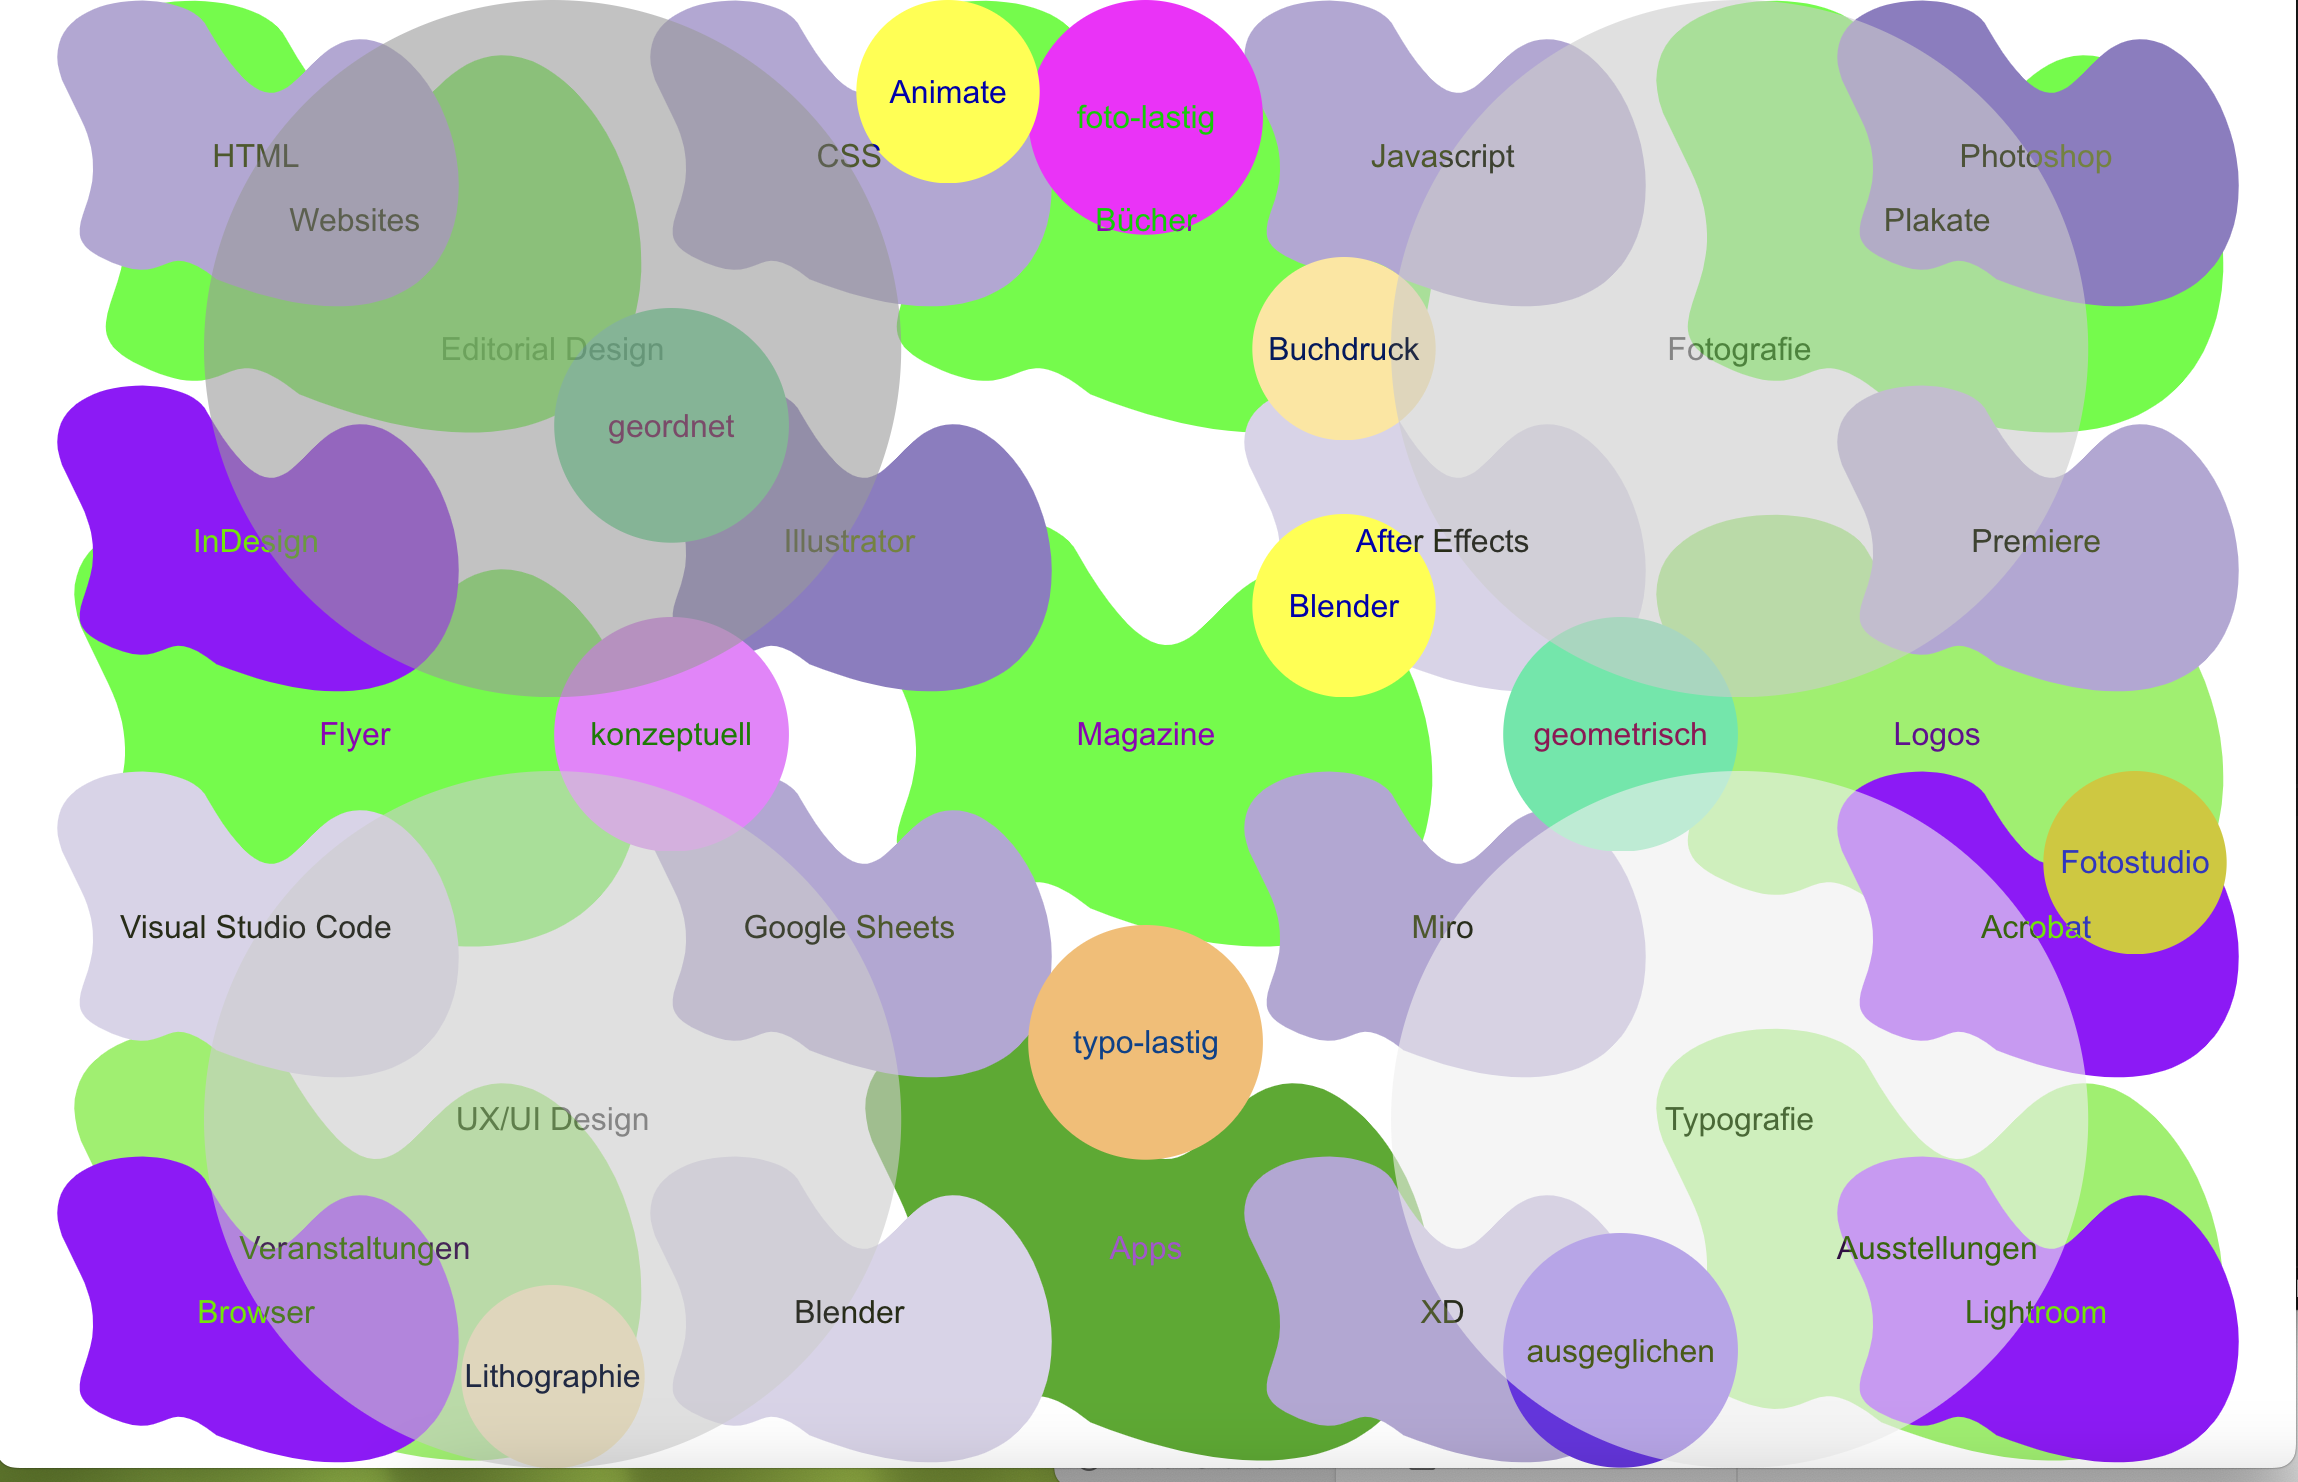 Animate
foto-lastig
HTML
CSS
Javascript
Photoshop
Websites
Bücher
Plakate
Editorial Design
Buchdruck
Fotografie
geordnet
InDesign
Illustrator
After Effects
Premiere
Blender
Flyer
konzeptuell
Magazine
geometrisch
Logos
Fotostudio
Visual Studio Code
Google Sheets
Miro
Acrobat
typo-lastig
UX/UI Design
Typografie
Veranstaltungen
Apps
Ausstellungen
Browser
Blender
XD
Lightroom
ausgeglichen
Lithographie